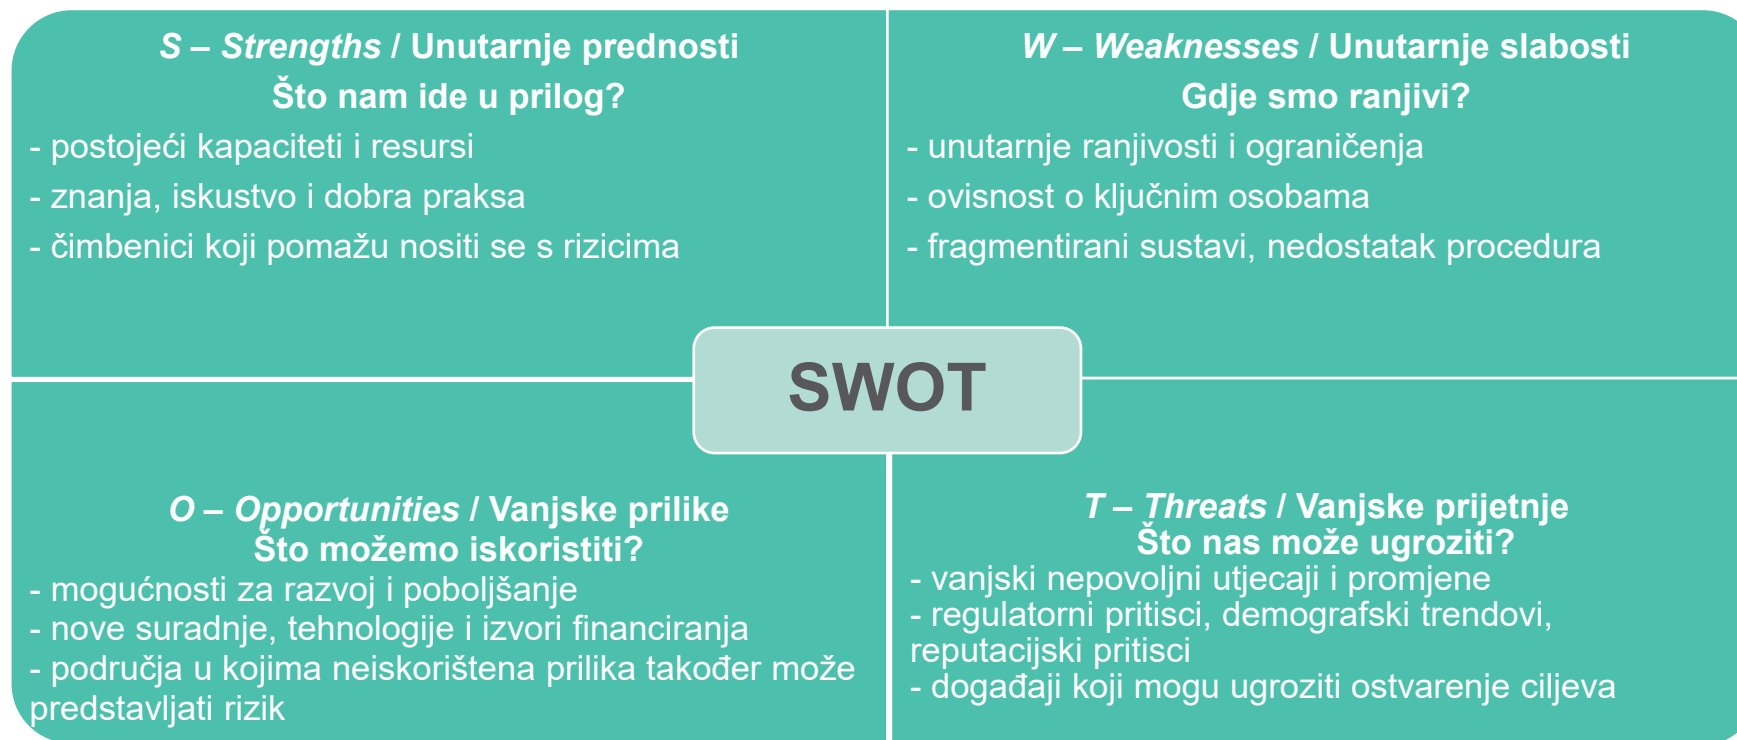 S – Strengths / Unutarnje prednosti
Što nam ide u prilog?
- postojeći kapaciteti i resursi
- znanja, iskustvo i dobra praksa
- čimbenici koji pomažu nositi se s rizicima
W – Weaknesses / Unutarnje slabosti
Gdje smo ranjivi?
- unutarnje ranjivosti i ograničenja
- ovisnost o ključnim osobama
- fragmentirani sustavi, nedostatak procedura
SWOT
O – Opportunities / Vanjske prilike
Što možemo iskoristiti?
- mogućnosti za razvoj i poboljšanje
- nove suradnje, tehnologije i izvori financiranja
- područja u kojima neiskorištena prilika također može
predstavljati rizik
T – Threats / Vanjske prijetnje
Što nas može ugroziti?
- vanjski nepovoljni utjecaji i promjene
- regulatorni pritisci, demografski trendovi,
reputacijski pritisci
- događaji koji mogu ugroziti ostvarenje ciljeva